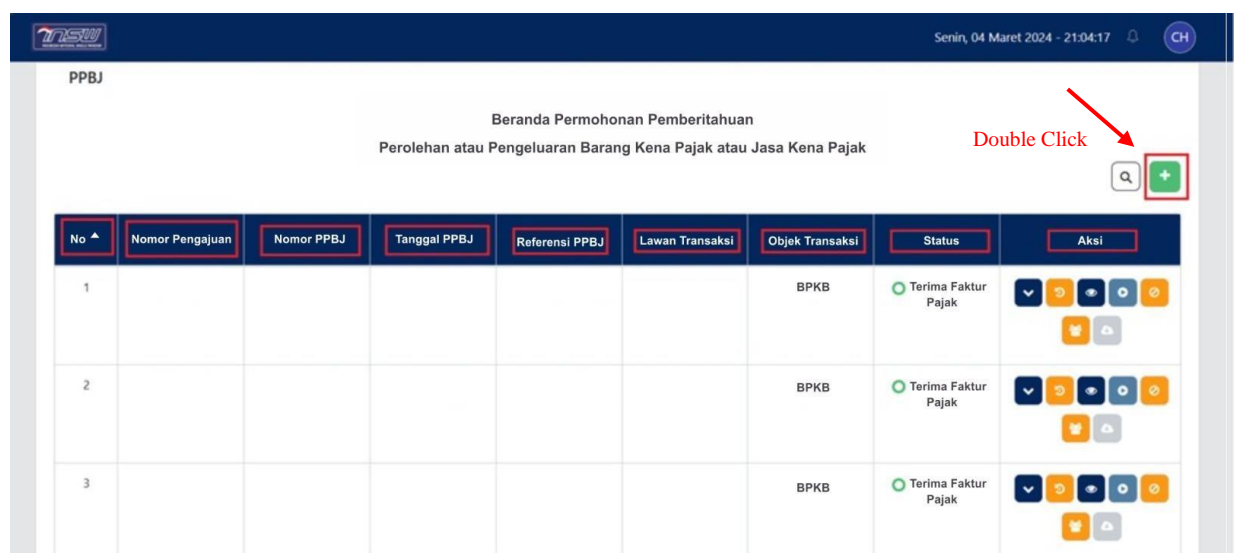 insw
Senin, 04 Maret 2024 - 21:04:17
CH
PPBJ
Beranda Permohonan Pemberitahuan
Perolehan atau Pengeluaran Barang Kena Pajak atau Jasa Kena Pajak
Double Click
No Nomor Pengajuan Nomor PPBJ Tanggal PPBJ Referensi PPBJ Lawan Transaksi Objek Transaksi Status Aksi
1 BPKB Terima Faktur
Pajak
2 BPKB Terima Faktur
Pajak
3 BPKB Terima Faktur
Pajak